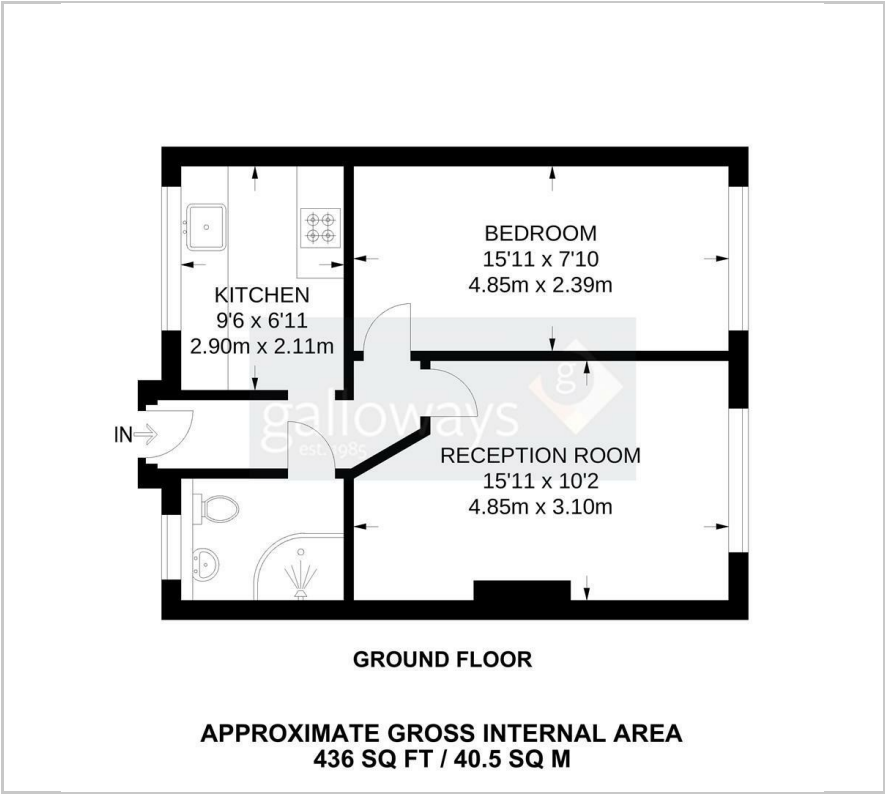 BEDROOM
15'11 x 7'10
4.85m x 2.39m
KITCHEN
9'6 x 6'11
2.90m x 2.11m
g
galloways
est. 1985
IN
RECEPTION ROOM
15'11 x 10'2
4.85m x 3.10m
GROUND FLOOR
APPROXIMATE GROSS INTERNAL AREA
436 SQ FT / 40.5 SQ M